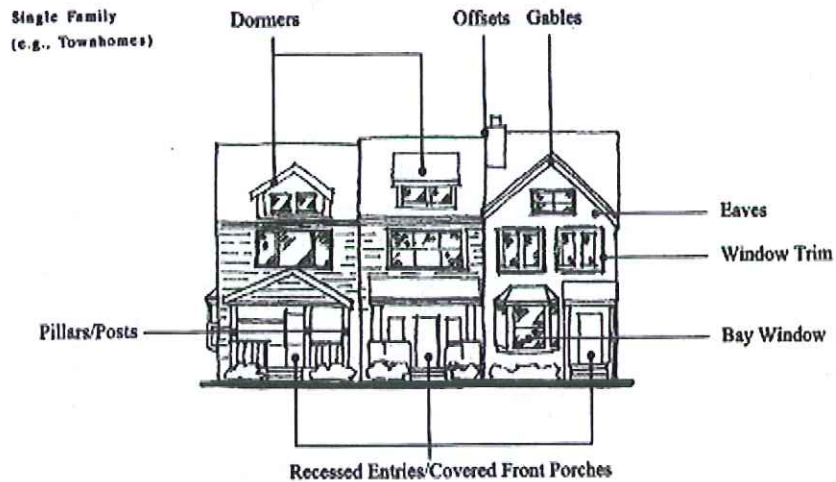 Single Family
(e.g., Townhomes)
Dormers
Offsets
Gables
Eaves
Window Trim
Pillars/Posts
Bay Window
Recessed Entries/Covered Front Porches